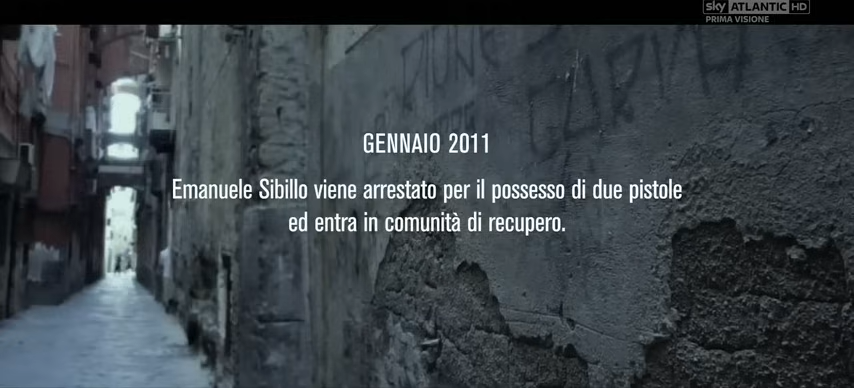 sky ATLANTIC HD
PRIMA VISIONE
GENNAIO 2011
Emanuele Sibillo viene arrestato per il possesso di due pistole
ed entra in comunità di recupero.